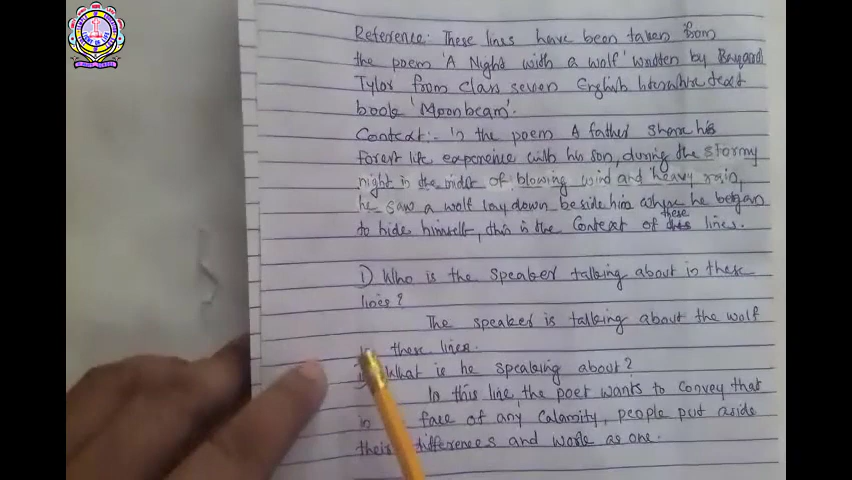 Reference: These lines have been taken from
the poem 'A Night with a wolf' written by Bayard
Tylor from Class seven English literature text
book 'Moonbeam'.
Context:- In the poem A father share his
forest life experience with his son, during the stormy
night in the midst of blowing wind and heavy rain,
he saw a wolf lay down beside him where he began
to hide himself, this is the Context of these lines.
1) Who is the speaker talking about in these
lines?
The speaker is talking about the wolf
in these lines.
What is he speaking about?
In this line, the poet wants to convey that
in face of any Calamity, people put aside
their differences and work as one.